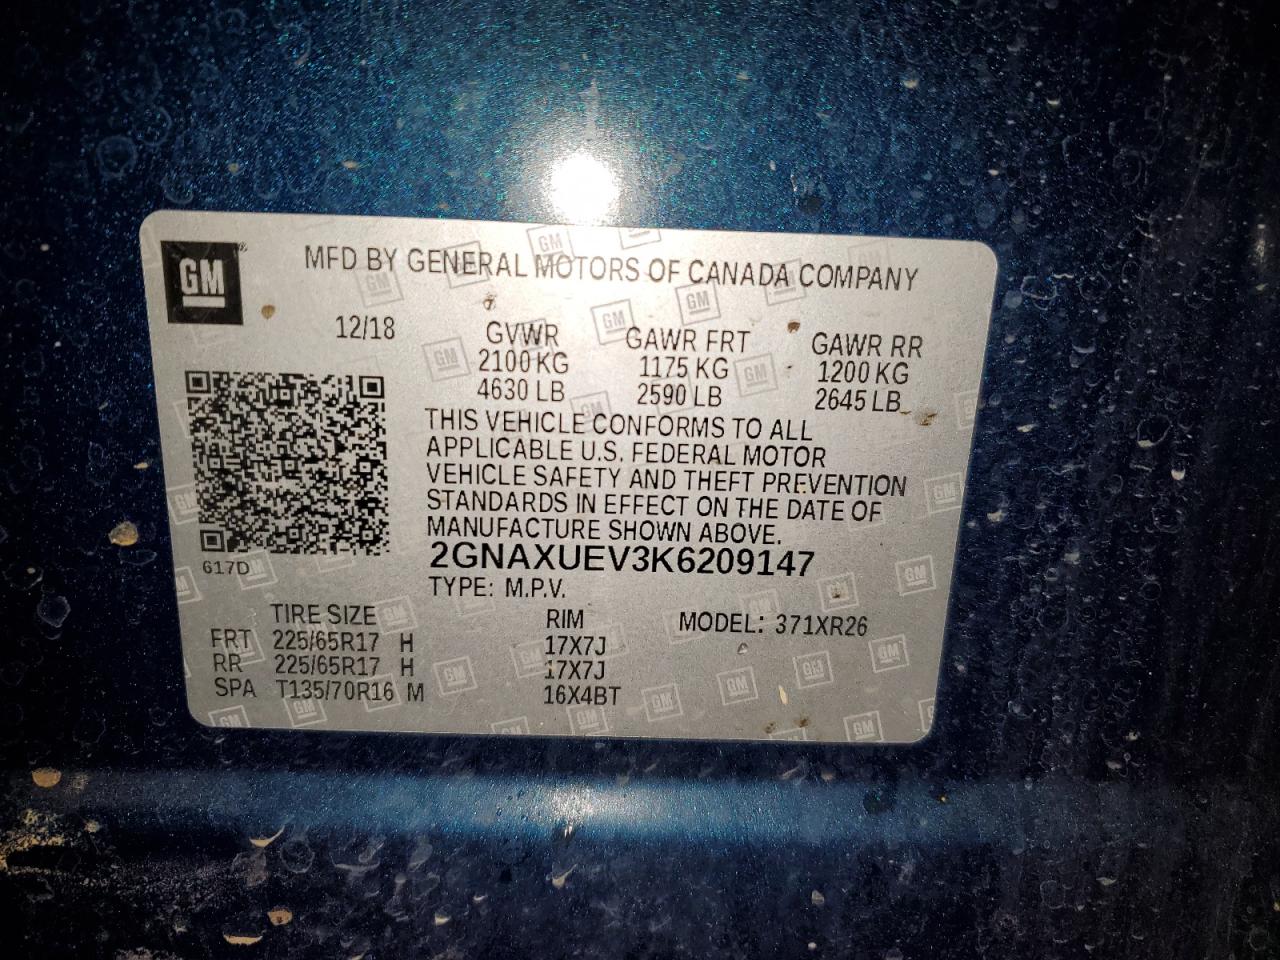 GM
MFD BY GENERAL MOTORS OF CANADA COMPANY
12/18 GVWR GAWR FRT GAWR RR
2100 KG 1175 KG 1200 KG
4630 LB 2590 LB 2645 LB
THIS VEHICLE CONFORMS TO ALL
APPLICABLE U.S. FEDERAL MOTOR
VEHICLE SAFETY AND THEFT PREVENTION
STANDARDS IN EFFECT ON THE DATE OF
MANUFACTURE SHOWN ABOVE.
617D 2GNAXUEV3K6209147
TYPE: M.P.V.
TIRE SIZE RIM MODEL: 371XR26
FRT 225/65R17 H 17X7J
RR 225/65R17 H 17X7J
SPA T135/70R16 M 16X4BT